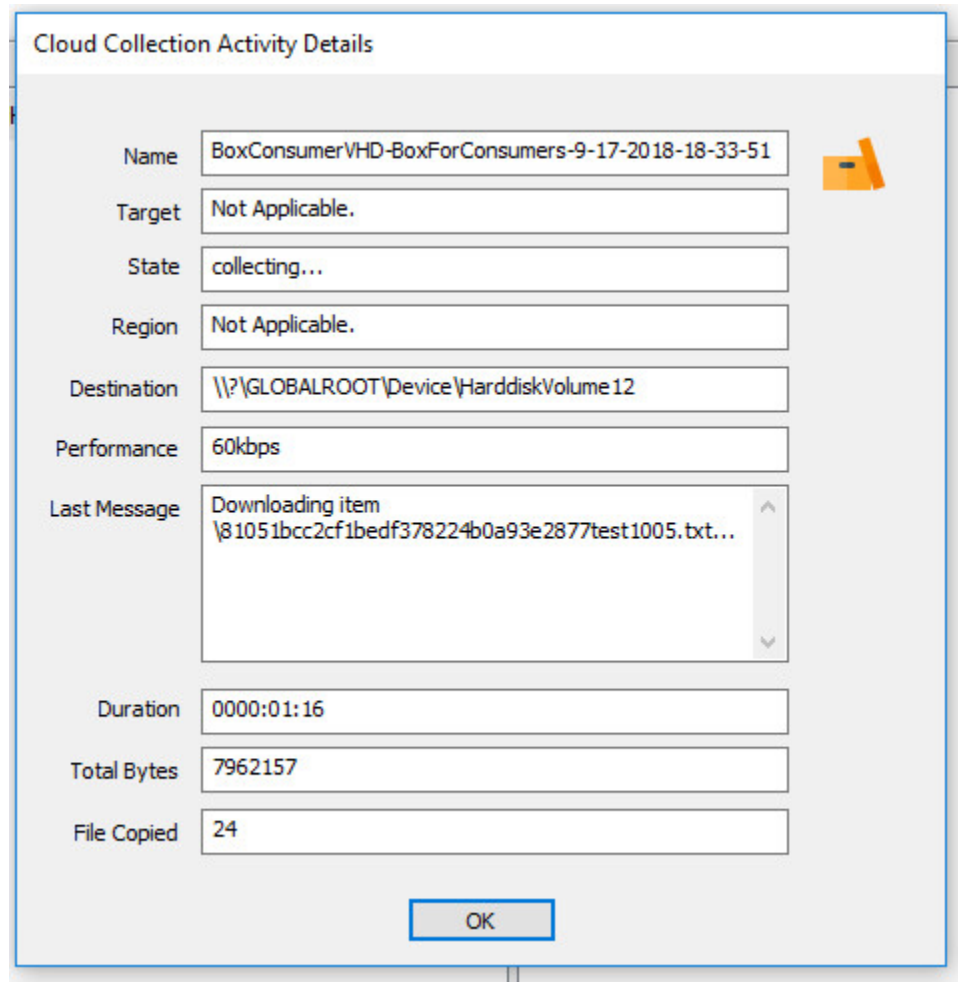 Cloud Collection Activity Details
Name BoxConsumerVHD-BoxForConsumers-9-17-2018-18-33-51
Target Not Applicable.
State collecting...
Region Not Applicable.
Destination \\?\GLOBALROOT\Device\HarddiskVolume12
Performance 60kbps
Last Message Downloading item
\81051bcc2cf1bedf378224b0a93e2877test1005.txt...
Duration 0000:01:16
Total Bytes 7962157
File Copied 24
OK